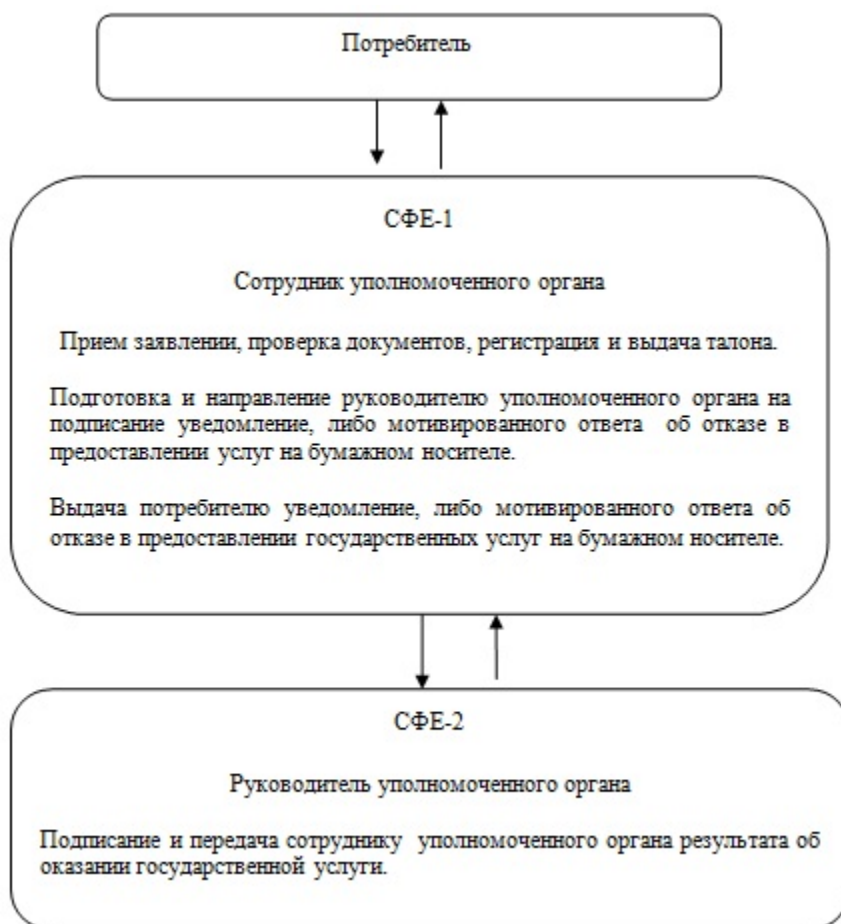 Потребитель
СФЕ-1
Сотрудник уполномоченного органа
Прием заявлении, проверка документов, регистрация и выдача талона.
Подготовка и направление руководителю уполномоченного органа на
подписание уведомление, либо мотивированного ответа об отказе в
предоставлении услуг на бумажном носителе.
Выдача потребителю уведомление, либо мотивированного ответа об
отказе в предоставлении государственных услуг на бумажном носителе.
СФЕ-2
Руководитель уполномоченного органа
Подписание и передача сотруднику уполномоченного органа результата об
оказании государственной услуги.